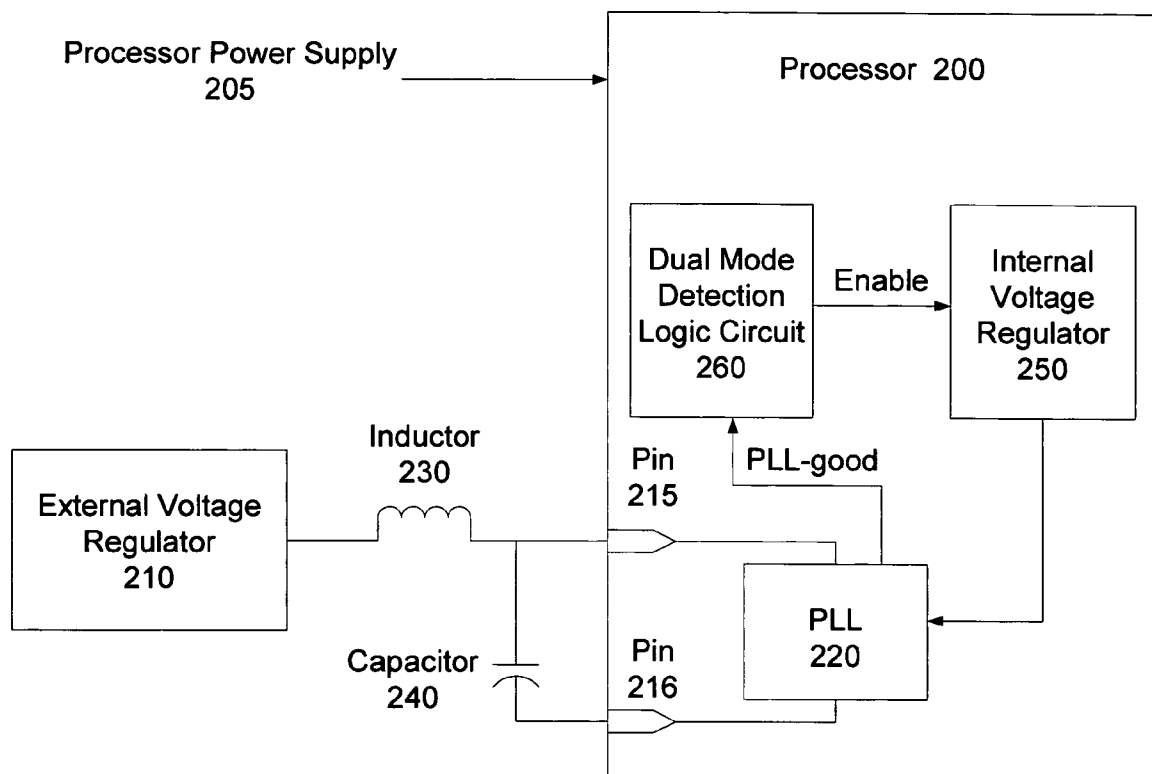 Processor Power Supply
205
Processor 200
Dual Mode
Detection
Logic Circuit
260
Enable
Internal
Voltage
Regulator
250
Inductor
230
PLL-good
Pin
215
External Voltage
Regulator
210
PLL
220
Capacitor
240
Pin
216